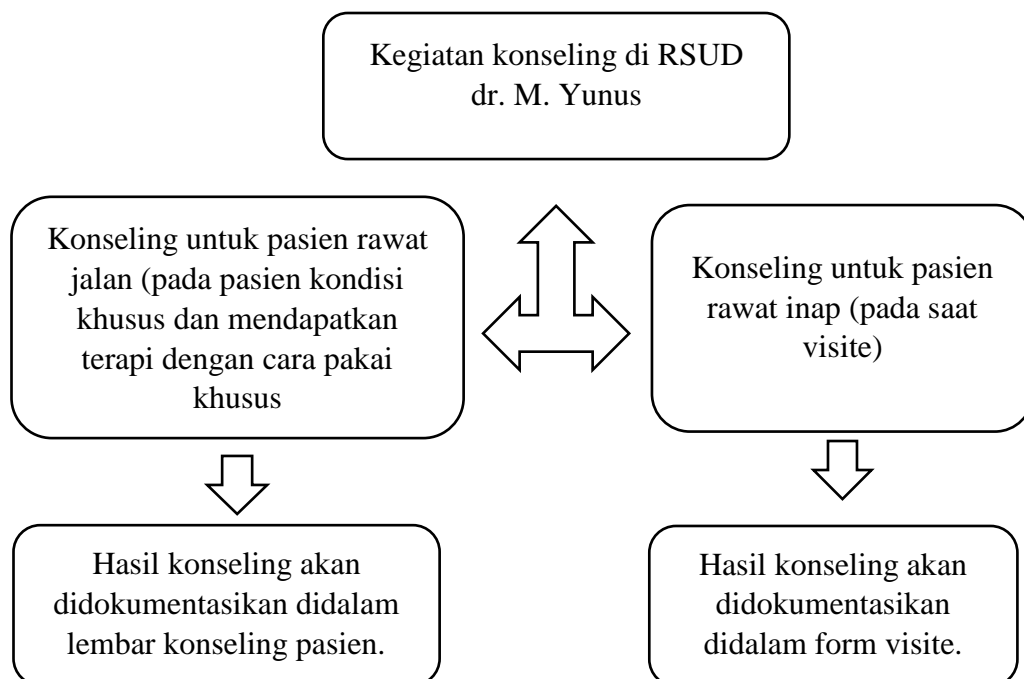 Kegiatan konseling di RSUD
dr. M. Yunus
Konseling untuk pasien rawat
jalan (pada pasien kondisi
khusus dan mendapatkan
terapi dengan cara pakai
khusus
Konseling untuk pasien
rawat inap (pada saat
visite)
Hasil konseling akan
didokumentasikan didalam
lembar konseling pasien.
Hasil konseling akan
didokumentasikan
didalam form visite.